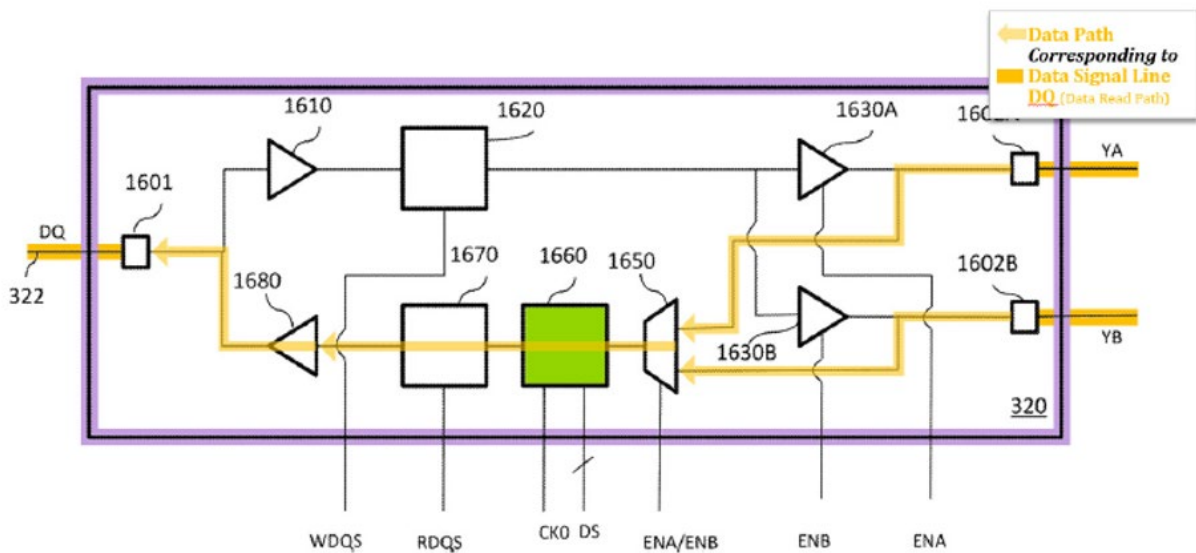 Data Path
Corresponding to
Data Signal Line
DQ (Data Read Path)
1610
1620
1630A
YA
1601
DQ
322
1680
1670
1660
1650
1630B
1602B
YB
320
WDQS
RDQS
CK0
DS
ENA/ENB
ENB
ENA